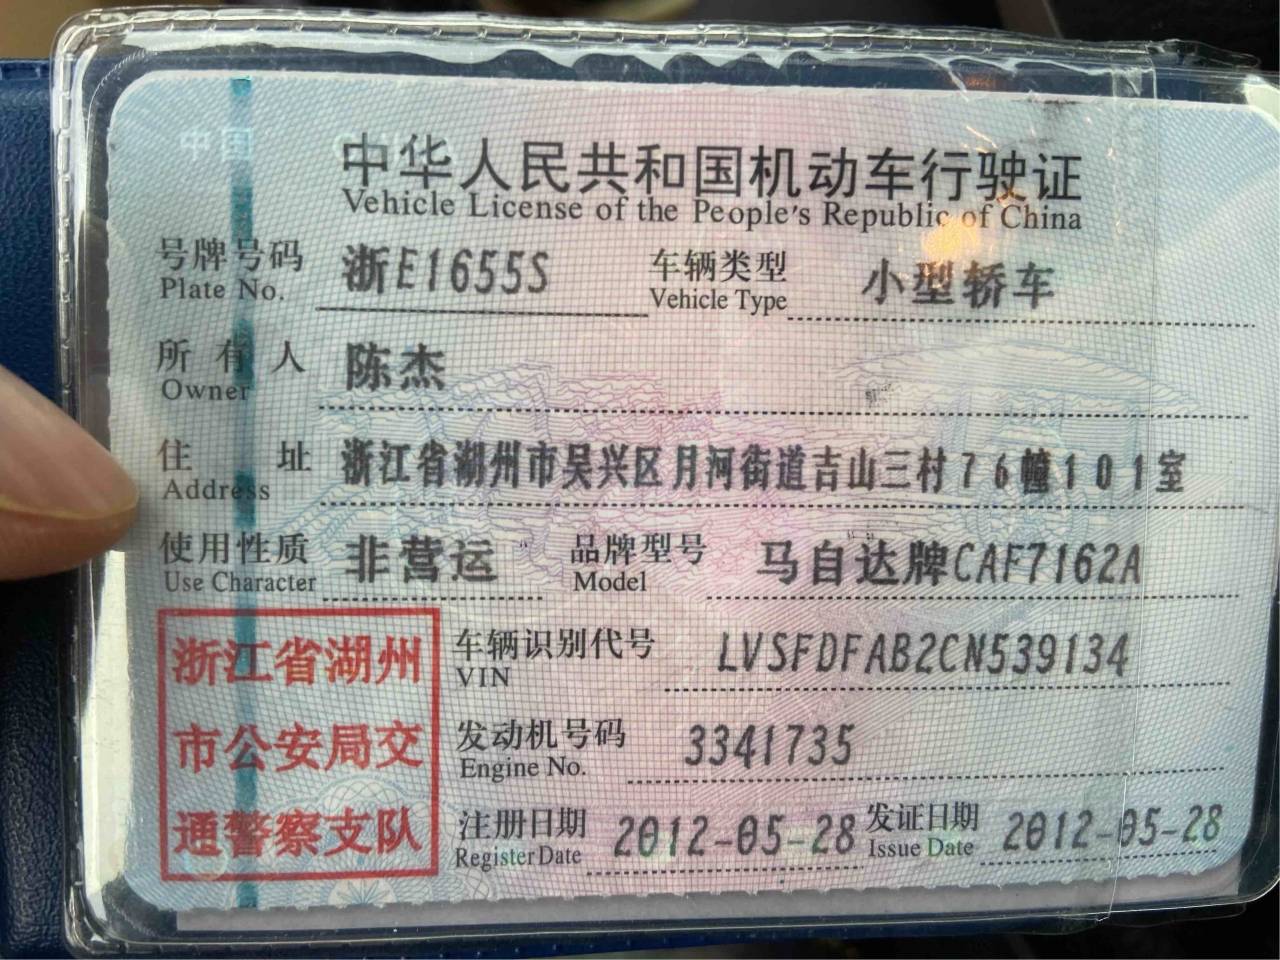 中国
中华人民共和国机动车行驶证
Vehicle License of the People's Republic of China
号牌号码 浙E1655S 车辆类型 小型轿车
Plate No. Vehicle Type
所有人 陈杰
Owner
住址 浙江省湖州市吴兴区月河街道吉山三村76幢101室
Address
使用性质 非营运 品牌型号 马自达牌CAF7162A
Use Character Model
浙江省湖州
市公安局交
通警察支队
车辆识别代号 LVSFDFAB2CN539134
VIN
发动机号码 3341735
Engine No.
注册日期 2012-05-28 发证日期 2012-05-28
Register Date Issue Date